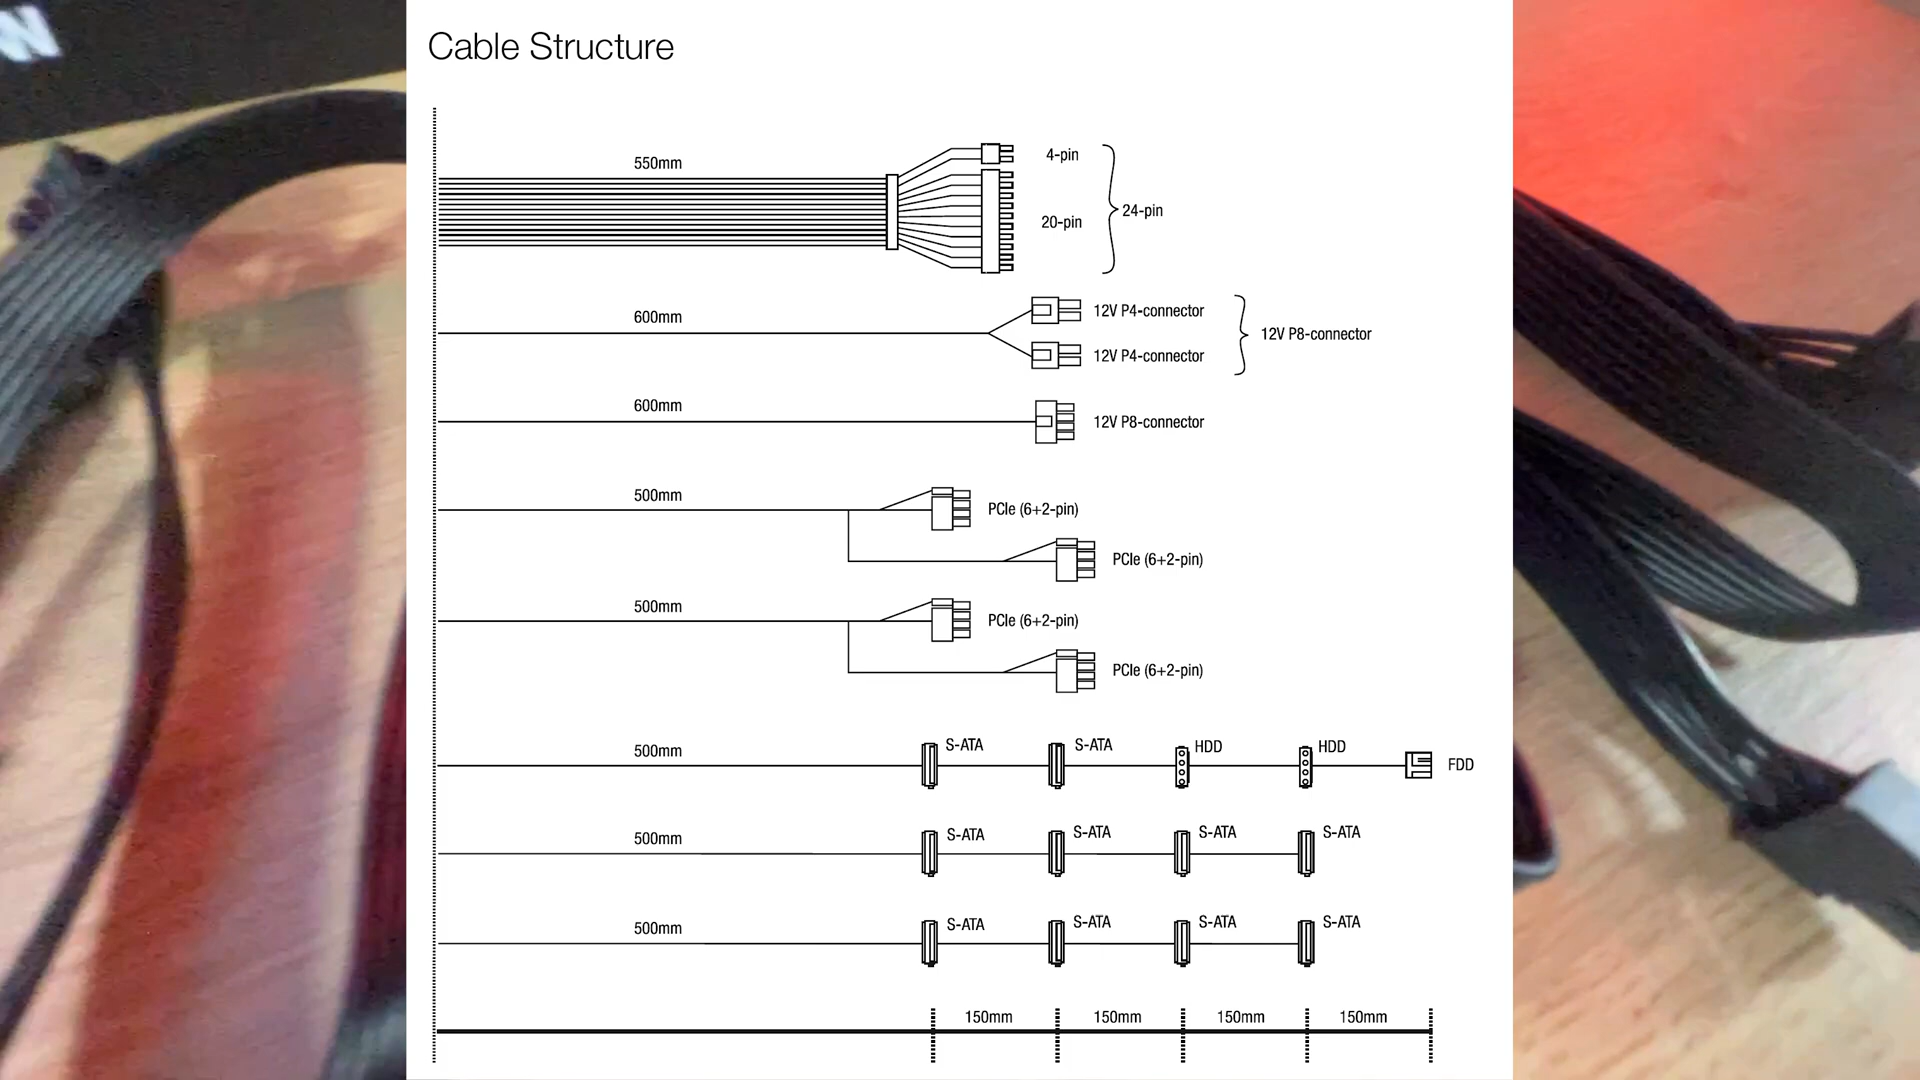 Cable Structure
550mm
4-pin
20-pin
24-pin
600mm
12V P4-connector
12V P4-connector
12V P8-connector
600mm
12V P8-connector
500mm
PCIe (6+2-pin)
PCIe (6+2-pin)
500mm
PCIe (6+2-pin)
PCIe (6+2-pin)
500mm S-ATA S-ATA HDD HDD FDD
500mm S-ATA S-ATA S-ATA S-ATA
500mm S-ATA S-ATA S-ATA S-ATA
150mm 150mm 150mm 150mm